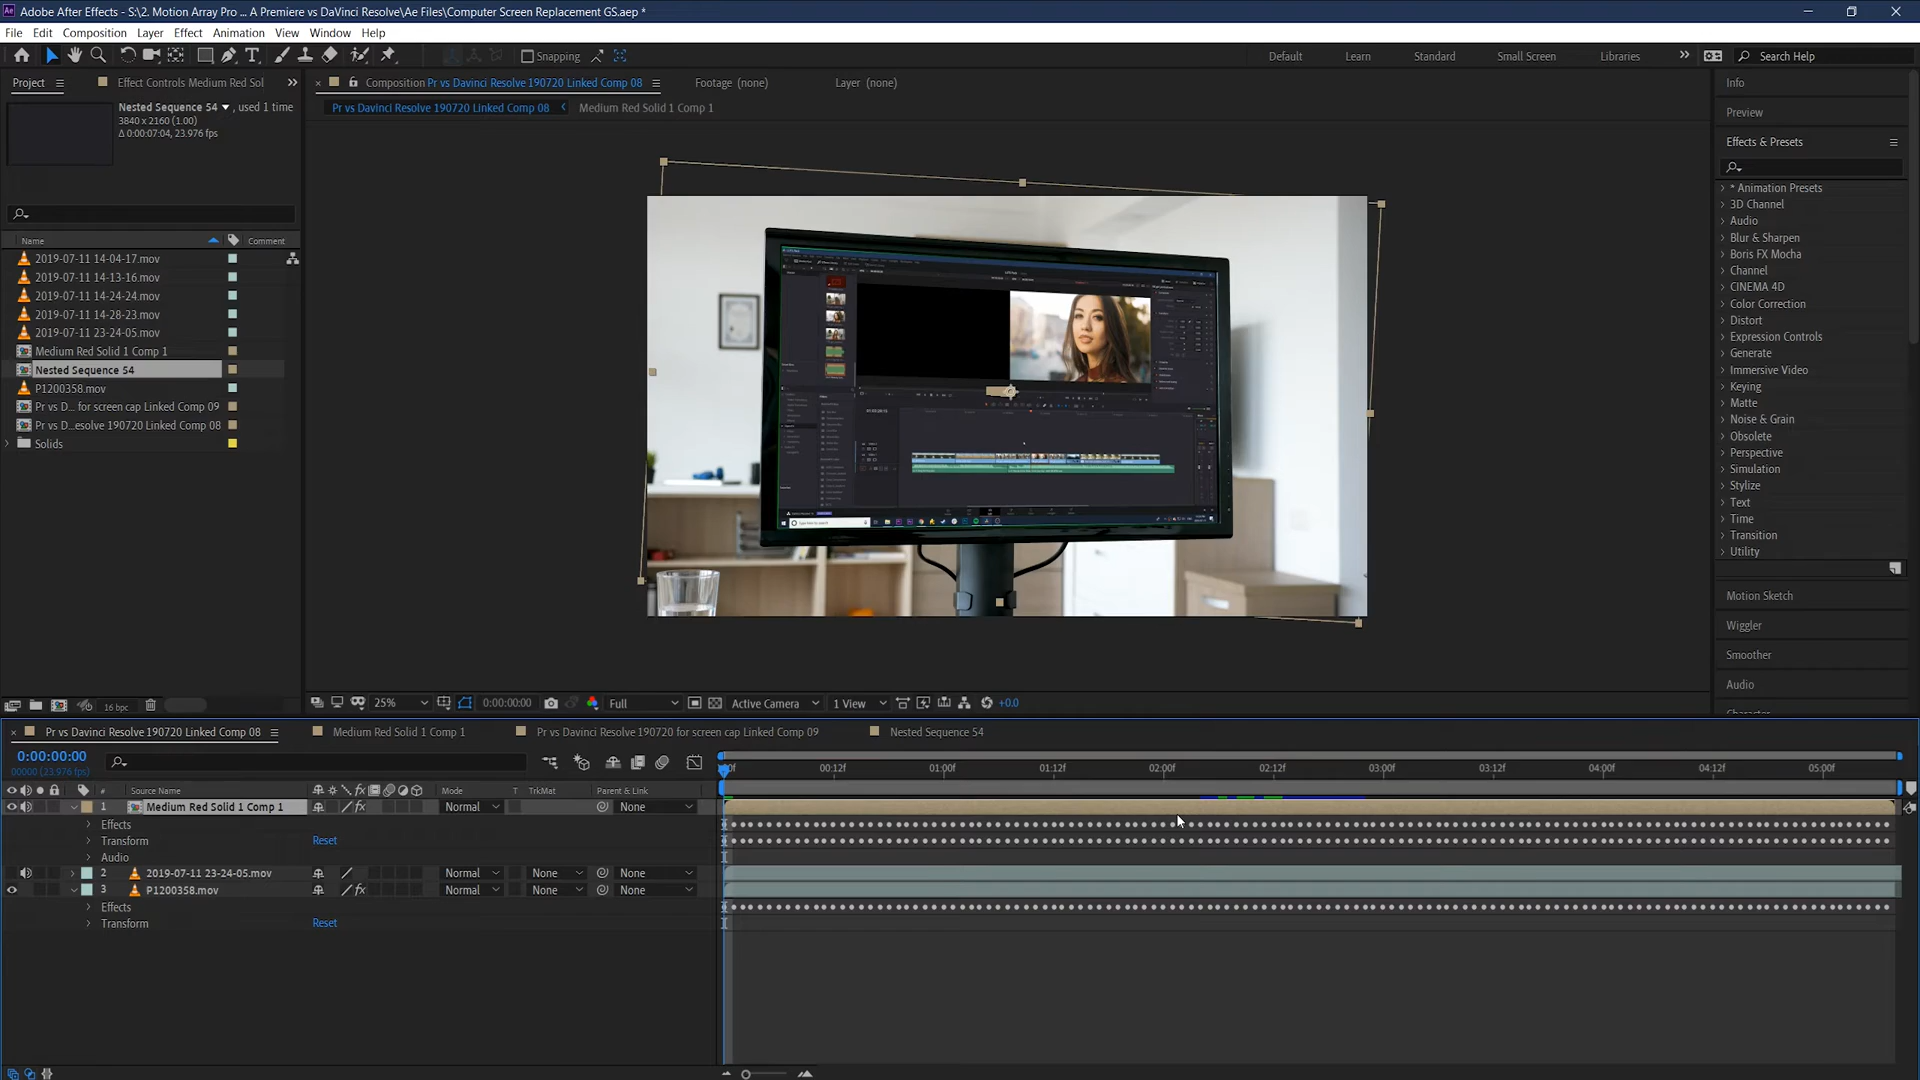 Adobe After Effects - S:\2. Motion Array Pro ... A Premiere vs DaVinci Resolve\Ae Files\Computer Screen Replacement GS.aep *
File Edit Composition Layer Effect Animation View Window Help
Snapping
Default Learn Standard Small Screen Libraries
Search Help
Project
Effect Controls Medium Red Sol
Composition Pr vs Davinci Resolve 190720 Linked Comp 08
Footage (none)
Layer (none)
Pr vs Davinci Resolve 190720 Linked Comp 08
Medium Red Solid 1 Comp 1
Nested Sequence 54, used 1 time
3840 x 2160 (1.00)
Δ 0:00:07:04, 23.976 fps
Name
Comment
2019-07-11 14-04-17.mov
2019-07-11 14-13-16.mov
2019-07-11 14-24-24.mov
2019-07-11 14-28-23.mov
2019-07-11 23-24-05.mov
Medium Red Solid 1 Comp 1
Nested Sequence 54
P1200358.mov
Pr vs D... for screen cap Linked Comp 09
Pr vs D...esolve 190720 Linked Comp 08
Solids
16 bpc
25%
0:00:00:00
Full
Active Camera
1 View
+0.0
Info
Preview
Effects & Presets
* Animation Presets
3D Channel
Audio
Blur & Sharpen
Boris FX Mocha
Channel
CINEMA 4D
Color Correction
Distort
Expression Controls
Generate
Immersive Video
Keying
Matte
Noise & Grain
Obsolete
Perspective
Simulation
Stylize
Text
Time
Transition
Utility
Motion Sketch
Wiggler
Smoother
Audio
Pr vs Davinci Resolve 190720 Linked Comp 08
Medium Red Solid 1 Comp 1
Pr vs Davinci Resolve 190720 for screen cap Linked Comp 09
Nested Sequence 54
0:00:00:00
00000 (23.976 fps)
00:12f 01:00f 01:12f 02:00f 02:12f 03:00f 03:12f 04:00f 04:12f 05:00f
# Source Name
Mode T TrkMat Parent & Link
1 Medium Red Solid 1 Comp 1 Normal None
Effects
Transform Reset
Audio
2 2019-07-11 23-24-05.mov Normal None None
3 P1200358.mov Normal None None
Effects
Transform Reset